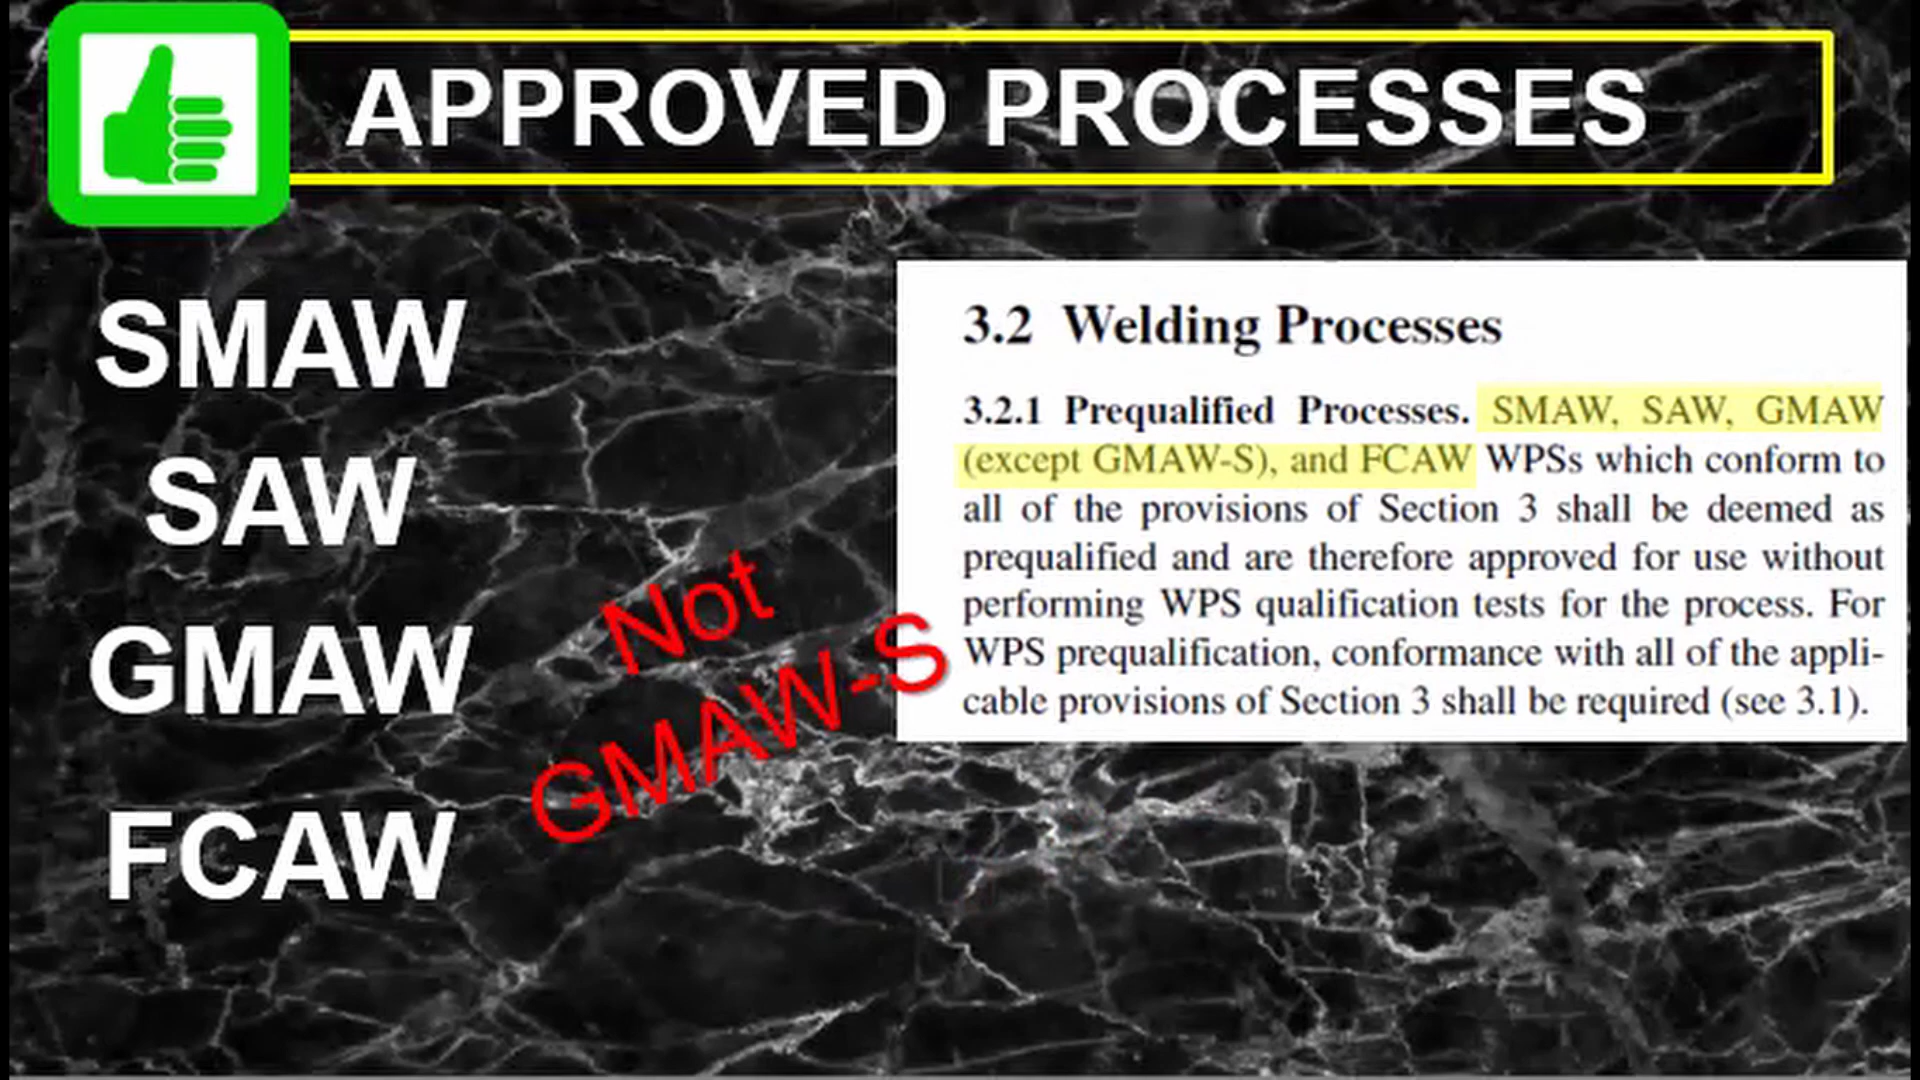 APPROVED PROCESSES
SMAW
SAW
GMAW
FCAW
Not
GMAW-S
3.2 Welding Processes
3.2.1 Prequalified Processes. SMAW, SAW, GMAW
(except GMAW-S), and FCAW WPSs which conform to
all of the provisions of Section 3 shall be deemed as
prequalified and are therefore approved for use without
performing WPS qualification tests for the process. For
WPS prequalification, conformance with all of the appli-
cable provisions of Section 3 shall be required (see 3.1).